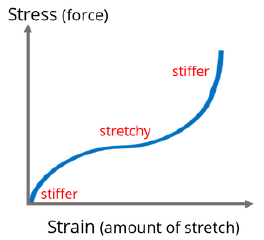 Stress (force)
stiffer
stretchy
stiffer
Strain (amount of stretch)